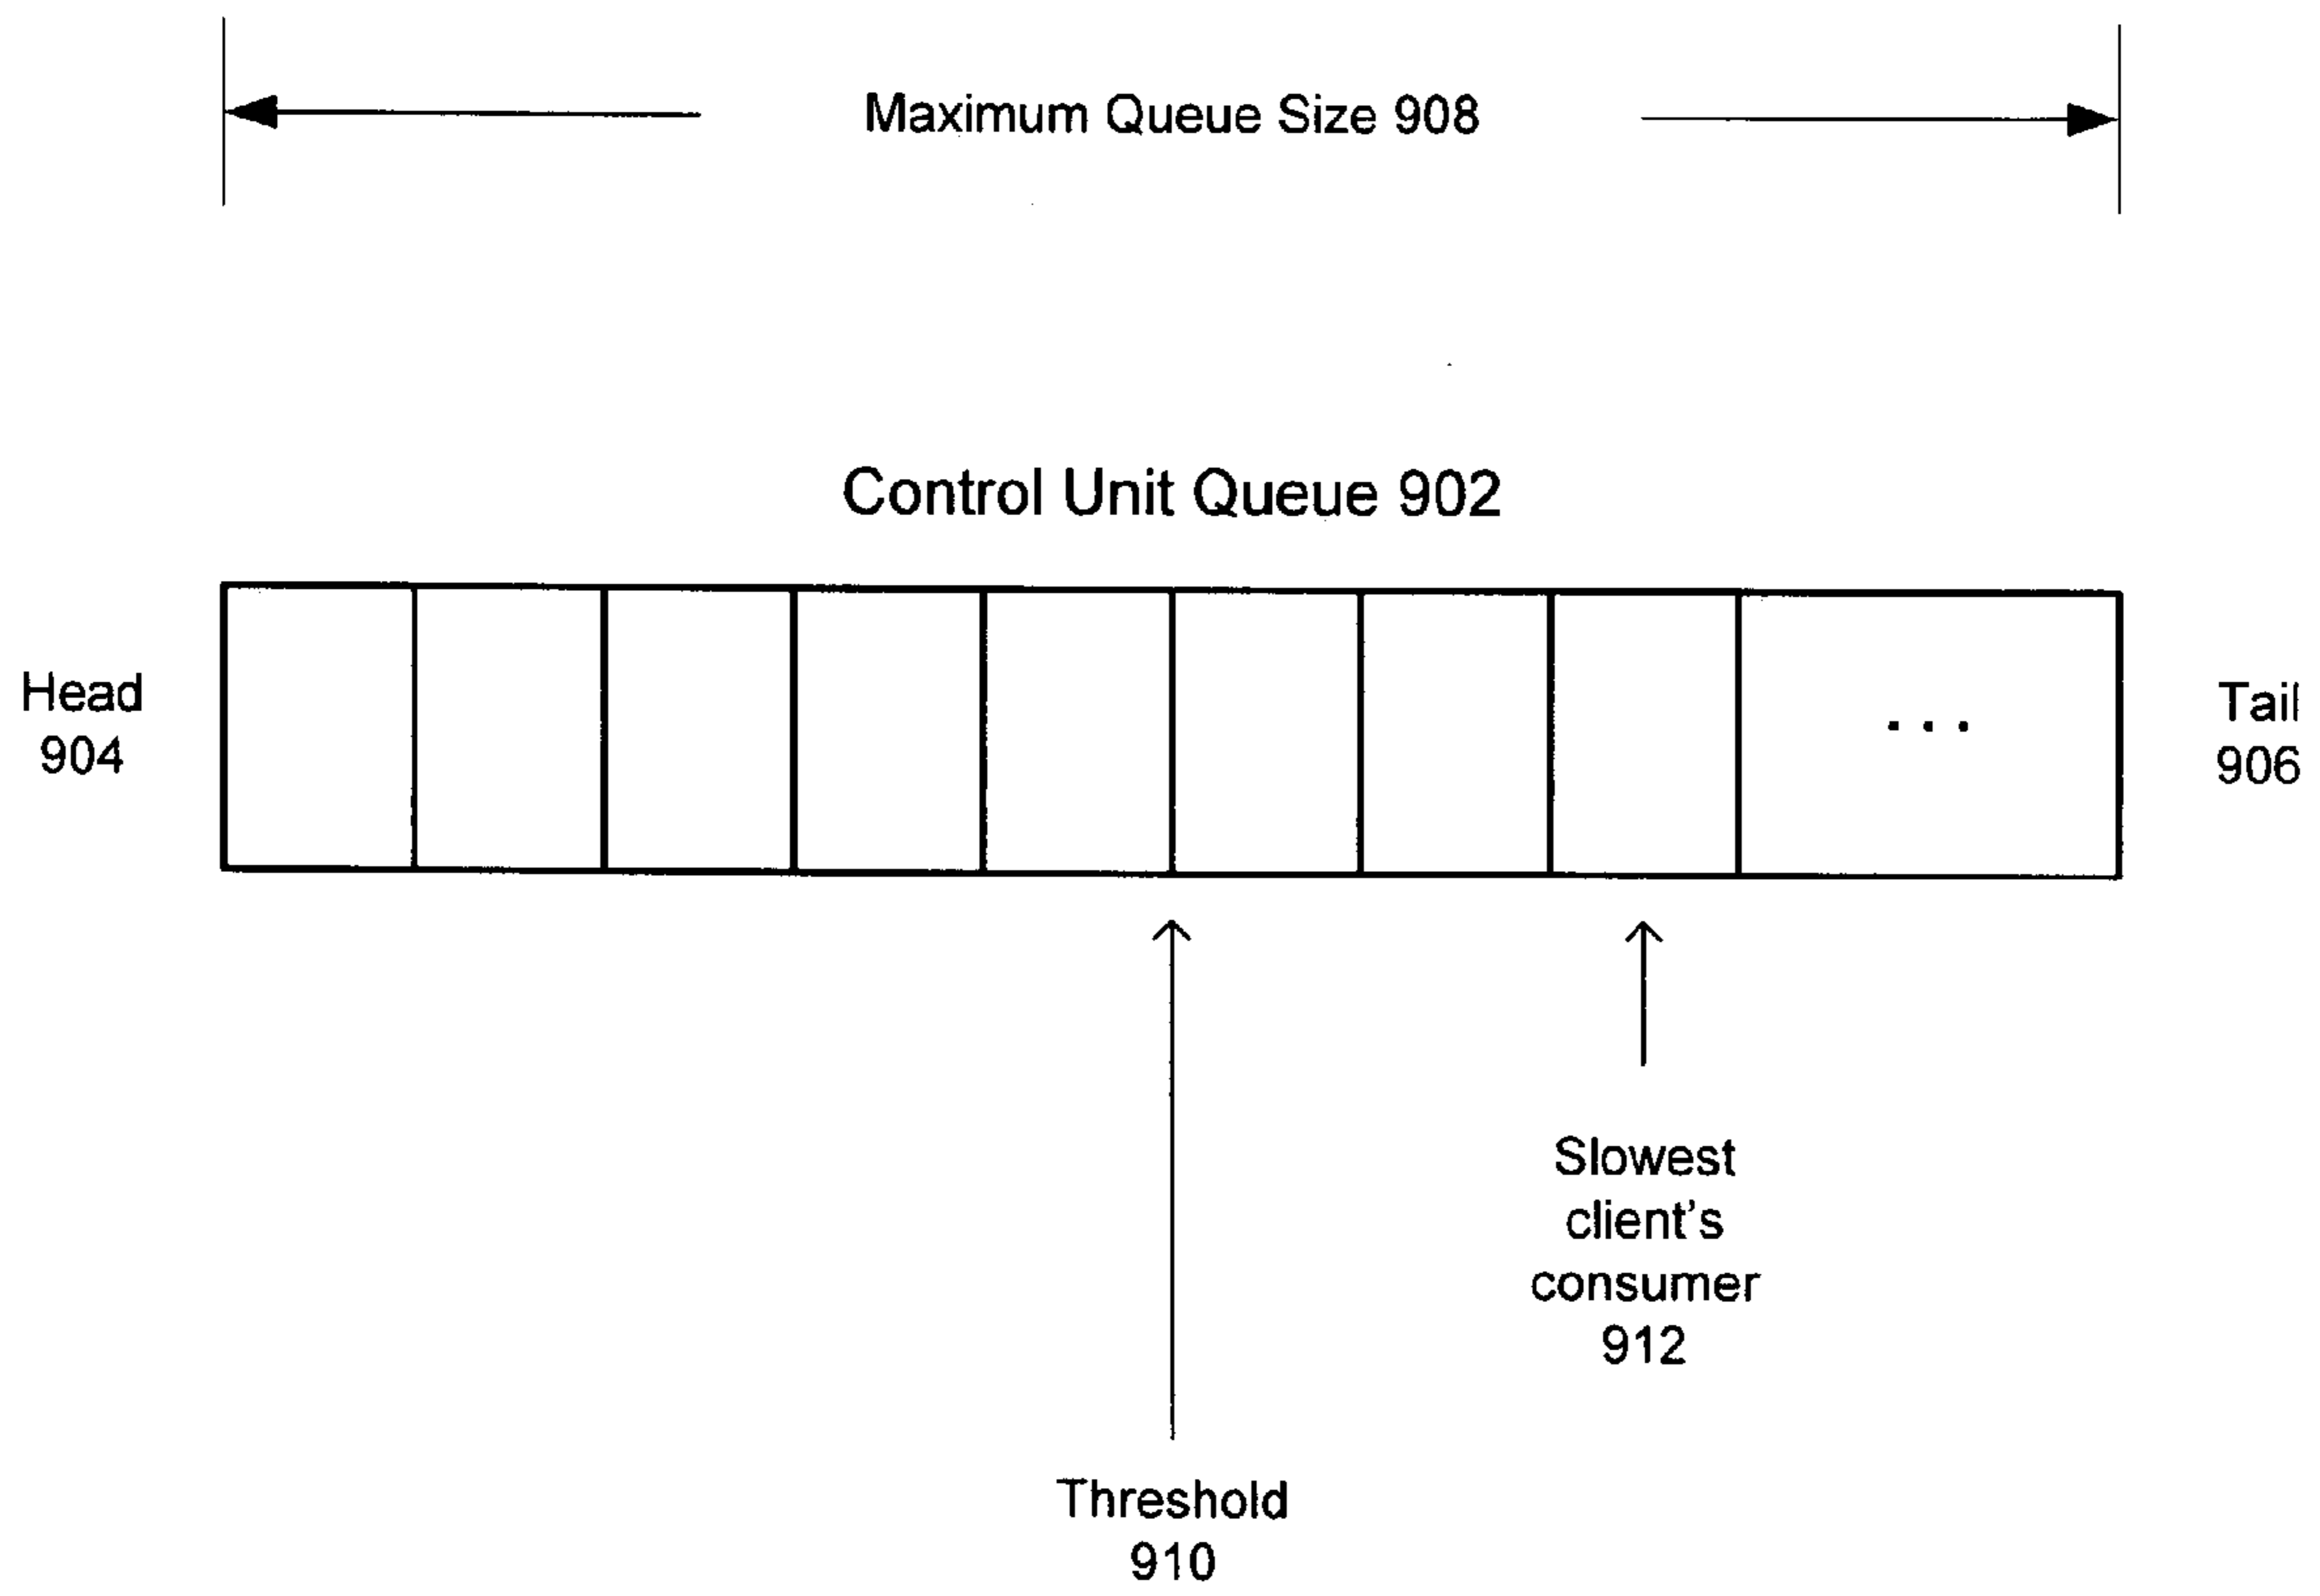 Maximum Queue Size 908
Control Unit Queue 902
Head
904
...
Tail
906
Slowest
client's
consumer
912
Threshold
910